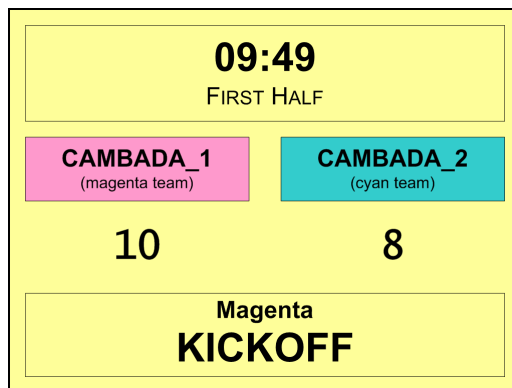 09:49
FIRST HALF
CAMBADA_1
(magenta team)
CAMBADA_2
(cyan team)
10
8
Magenta
KICKOFF